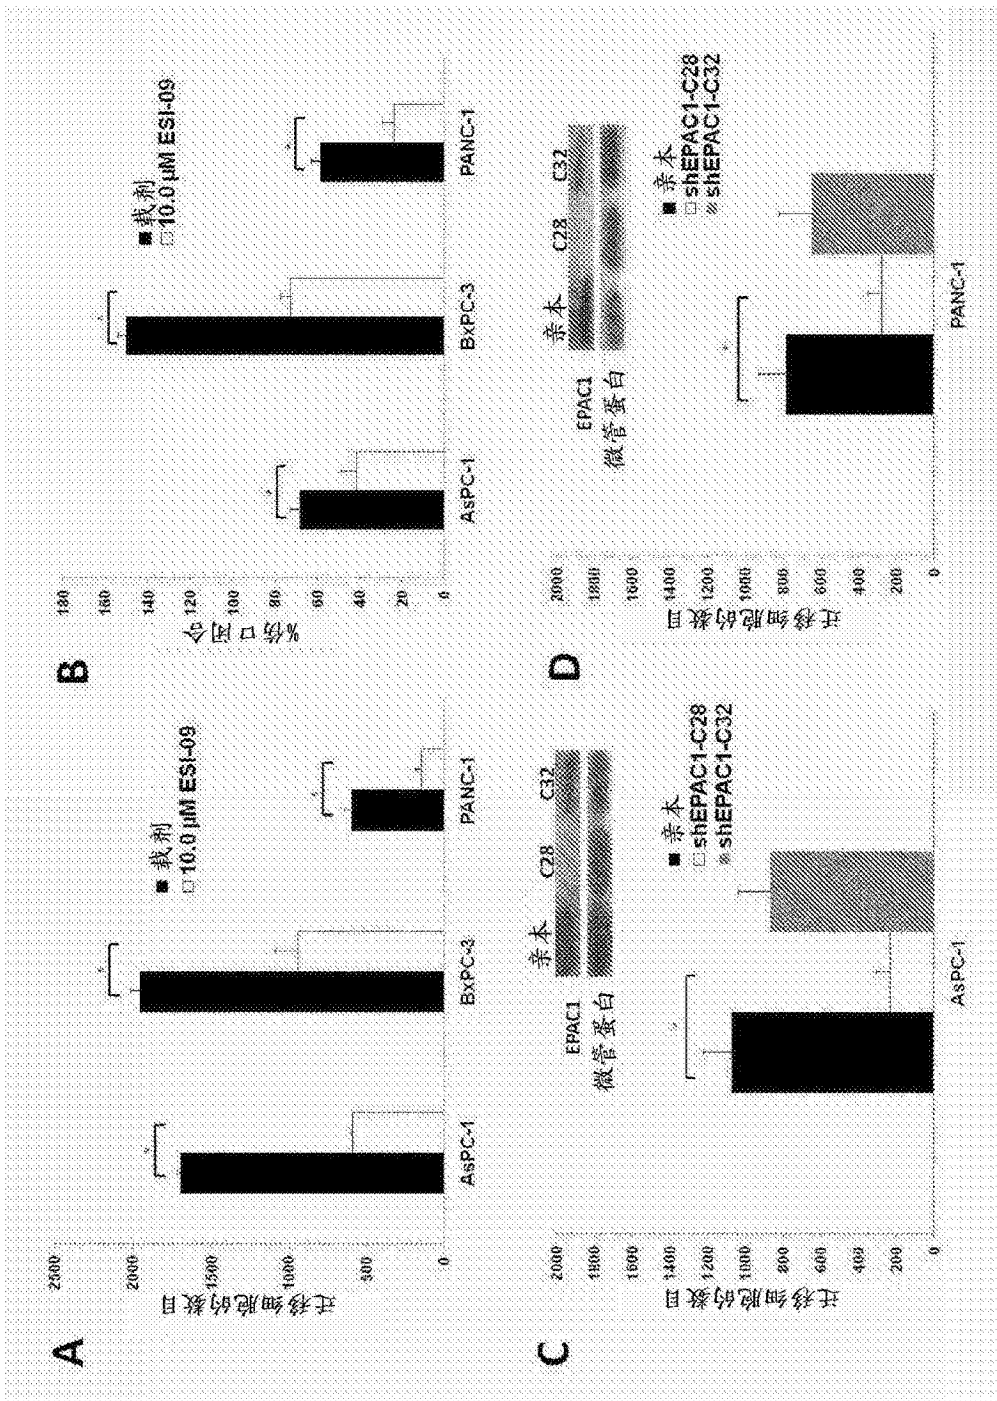 A
2500
2000
1500
1000
500
0
迁移细胞的数目
■ 载剂
□ 10.0 µM ESI-09
*
*
*
AsPC-1
BxPC-3
PANC-1
B
180
160
140
120
100
80
60
40
20
0
%伤口闭合
■ 载剂
□ 10.0 µM ESI-09
*
*
*
AsPC-1
BxPC-3
PANC-1
C
亲本 C28 C32
EPAC1
微管蛋白
2000
1800
1600
1400
1200
1000
800
600
400
200
0
迁移细胞的数目
■ 亲本
□ shEPAC1-C28
▨ shEPAC1-C32
*
AsPC-1
D
亲本 C28 C32
EPAC1
微管蛋白
2000
1800
1600
1400
1200
1000
800
600
400
200
0
迁移细胞的数目
■ 亲本
□ shEPAC1-C28
▨ shEPAC1-C32
*
PANC-1